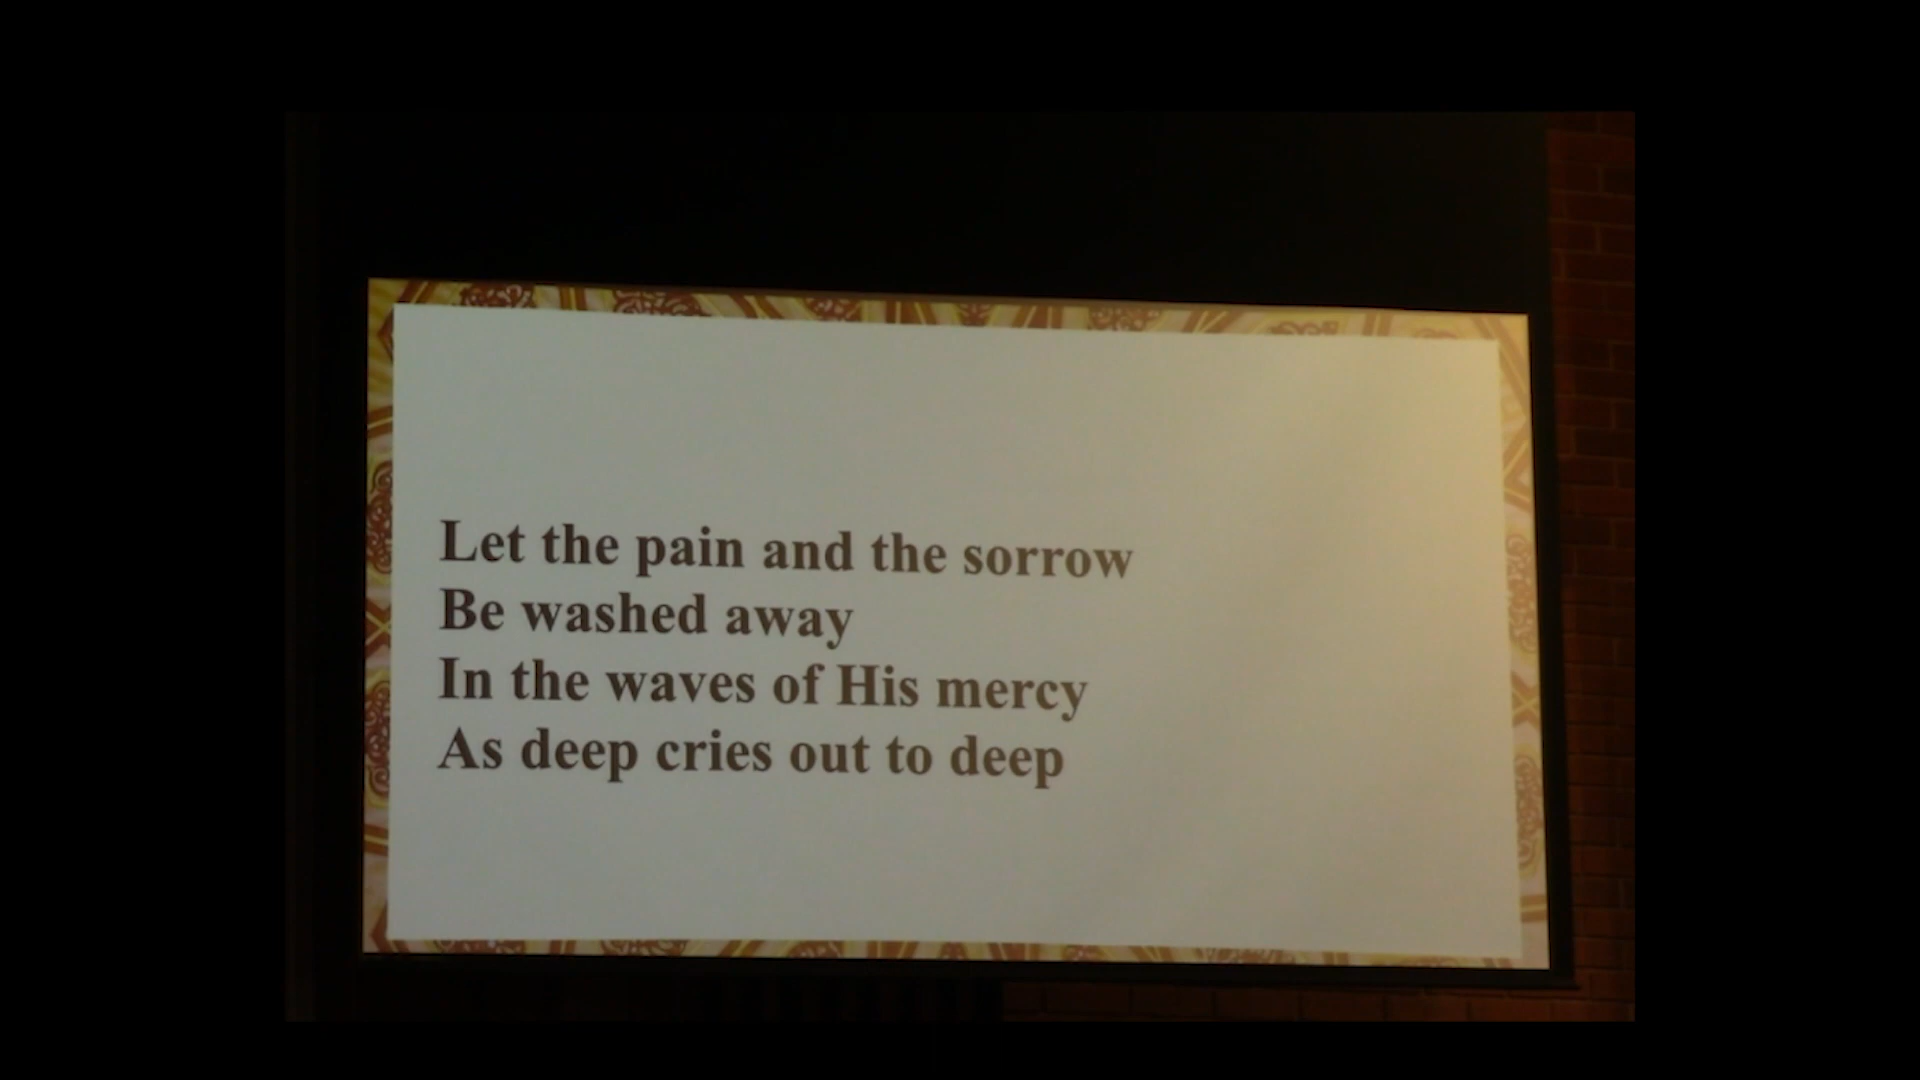 Let the pain and the sorrow
Be washed away
In the waves of His mercy
As deep cries out to deep